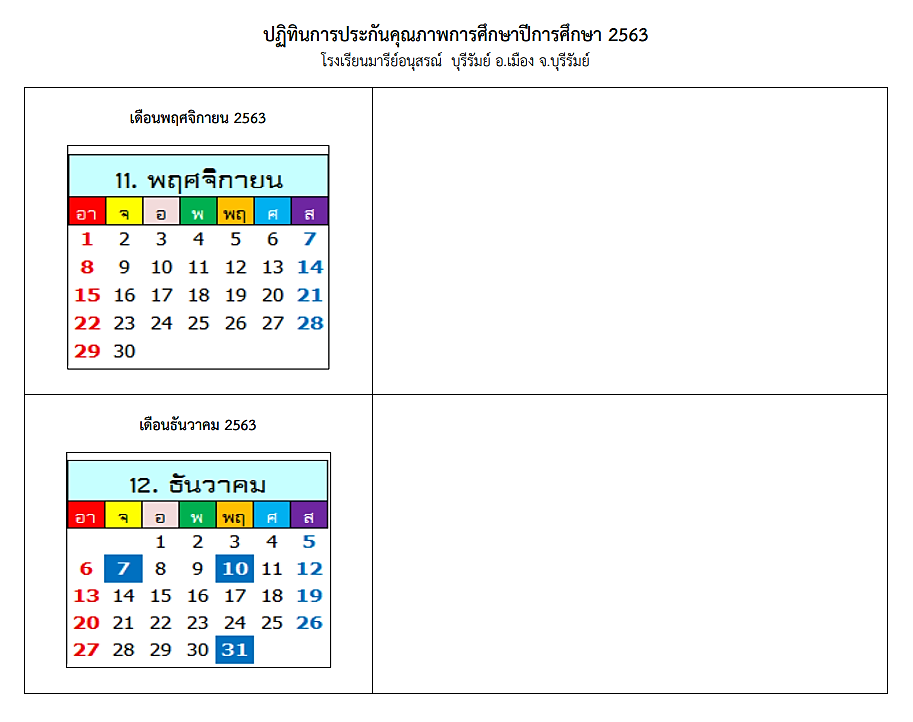 ปฏิทินการประกันคุณภาพการศึกษาปีการศึกษา 2563
โรงเรียนมารีย์อนุสรณ์ บุรีรัมย์ อ.เมือง จ.บุรีรัมย์
เดือนพฤศจิกายน 2563
11. พฤศจิกายน
อา จ อ พ พฤ ศ ส
1 2 3 4 5 6 7
8 9 10 11 12 13 14
15 16 17 18 19 20 21
22 23 24 25 26 27 28
29 30
เดือนธันวาคม 2563
12. ธันวาคม
อา จ อ พ พฤ ศ ส
1 2 3 4 5
6 7 8 9 10 11 12
13 14 15 16 17 18 19
20 21 22 23 24 25 26
27 28 29 30 31